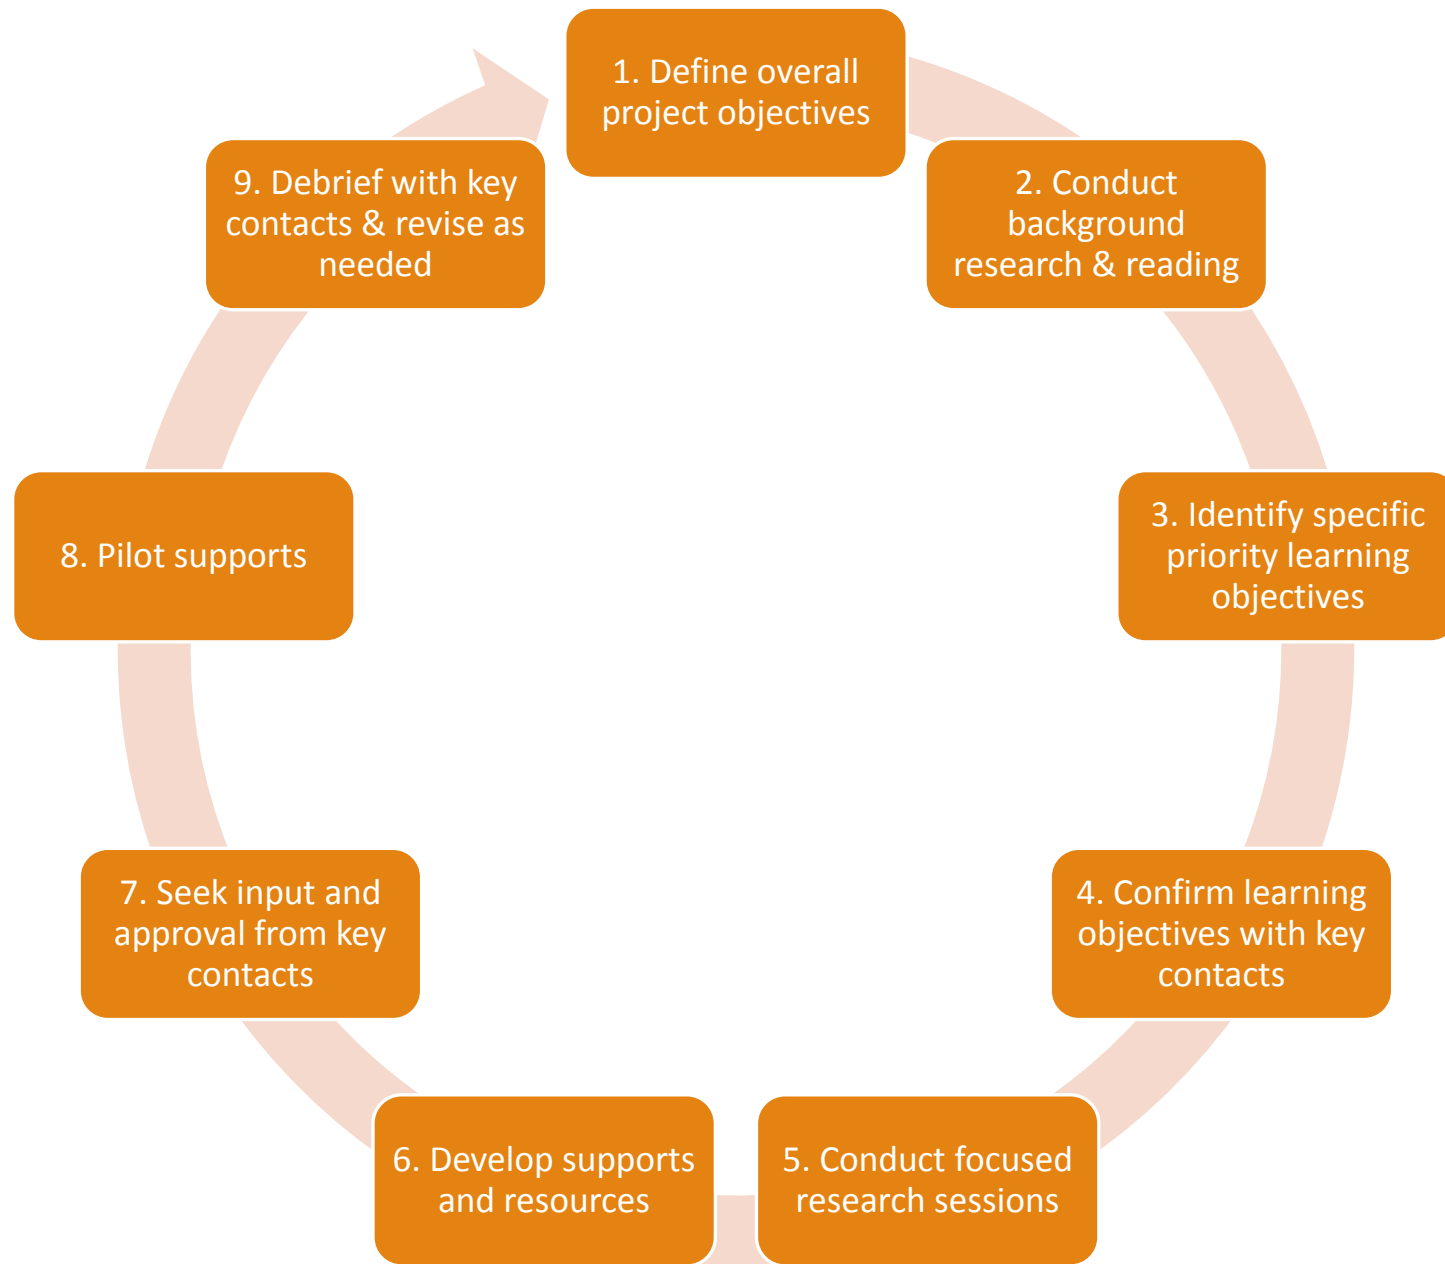 1. Define overall
project objectives
2. Conduct
background
research & reading
3. Identify specific
priority learning
objectives
4. Confirm learning
objectives with key
contacts
5. Conduct focused
research sessions
6. Develop supports
and resources
7. Seek input and
approval from key
contacts
8. Pilot supports
9. Debrief with key
contacts & revise as
needed